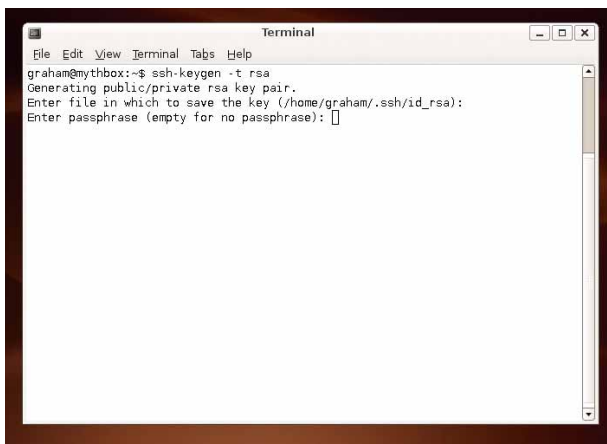 Terminal
File Edit View Terminal Tabs Help
graham@mythbox:~$ ssh-keygen -t rsa
Generating public/private rsa key pair.
Enter file in which to save the key (/home/graham/.ssh/id_rsa):
Enter passphrase (empty for no passphrase):